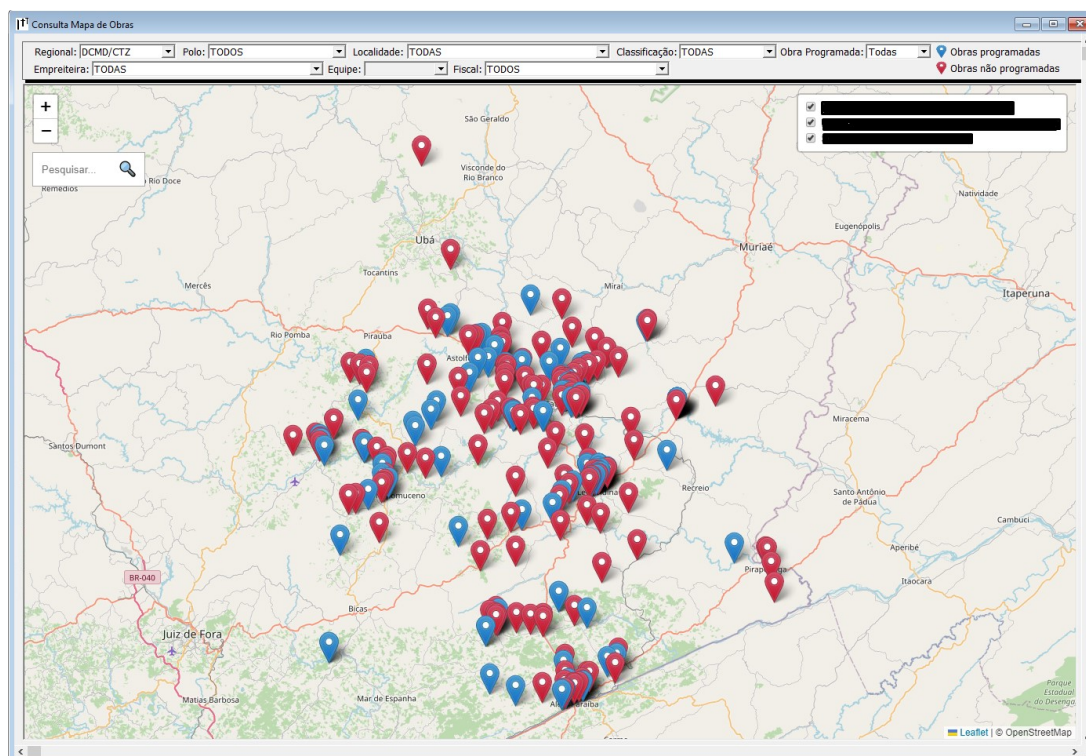 Consulta Mapa de Obras
Regional: DCMD/CTZ Polo: TODOS Localidade: TODAS Classificação: TODAS Obra Programada: Todas Obras programadas
Empreiteira: TODAS Equipe: Fiscal: TODOS Obras não programadas
+
−
Pesquisar...
São Geraldo
Visconde do
Rio Branco
Rio Doce
Remédios
Natividade
Eugenópolis
Ubá
Muriaé
Tocantins
Mercês
Miraí
Itaperuna
Rio Pomba
Piraúba
Astolfo
Miracema
Santos Dumont
Recreio
Santo Antônio
de Pádua
Cambuci
Aperibé
Itaocara
BR-040
Bicas
Juiz de Fora
Matias Barbosa
Mar de Espanha
Parque
Estadual
do Desenga
Leaflet | © OpenStreetMap